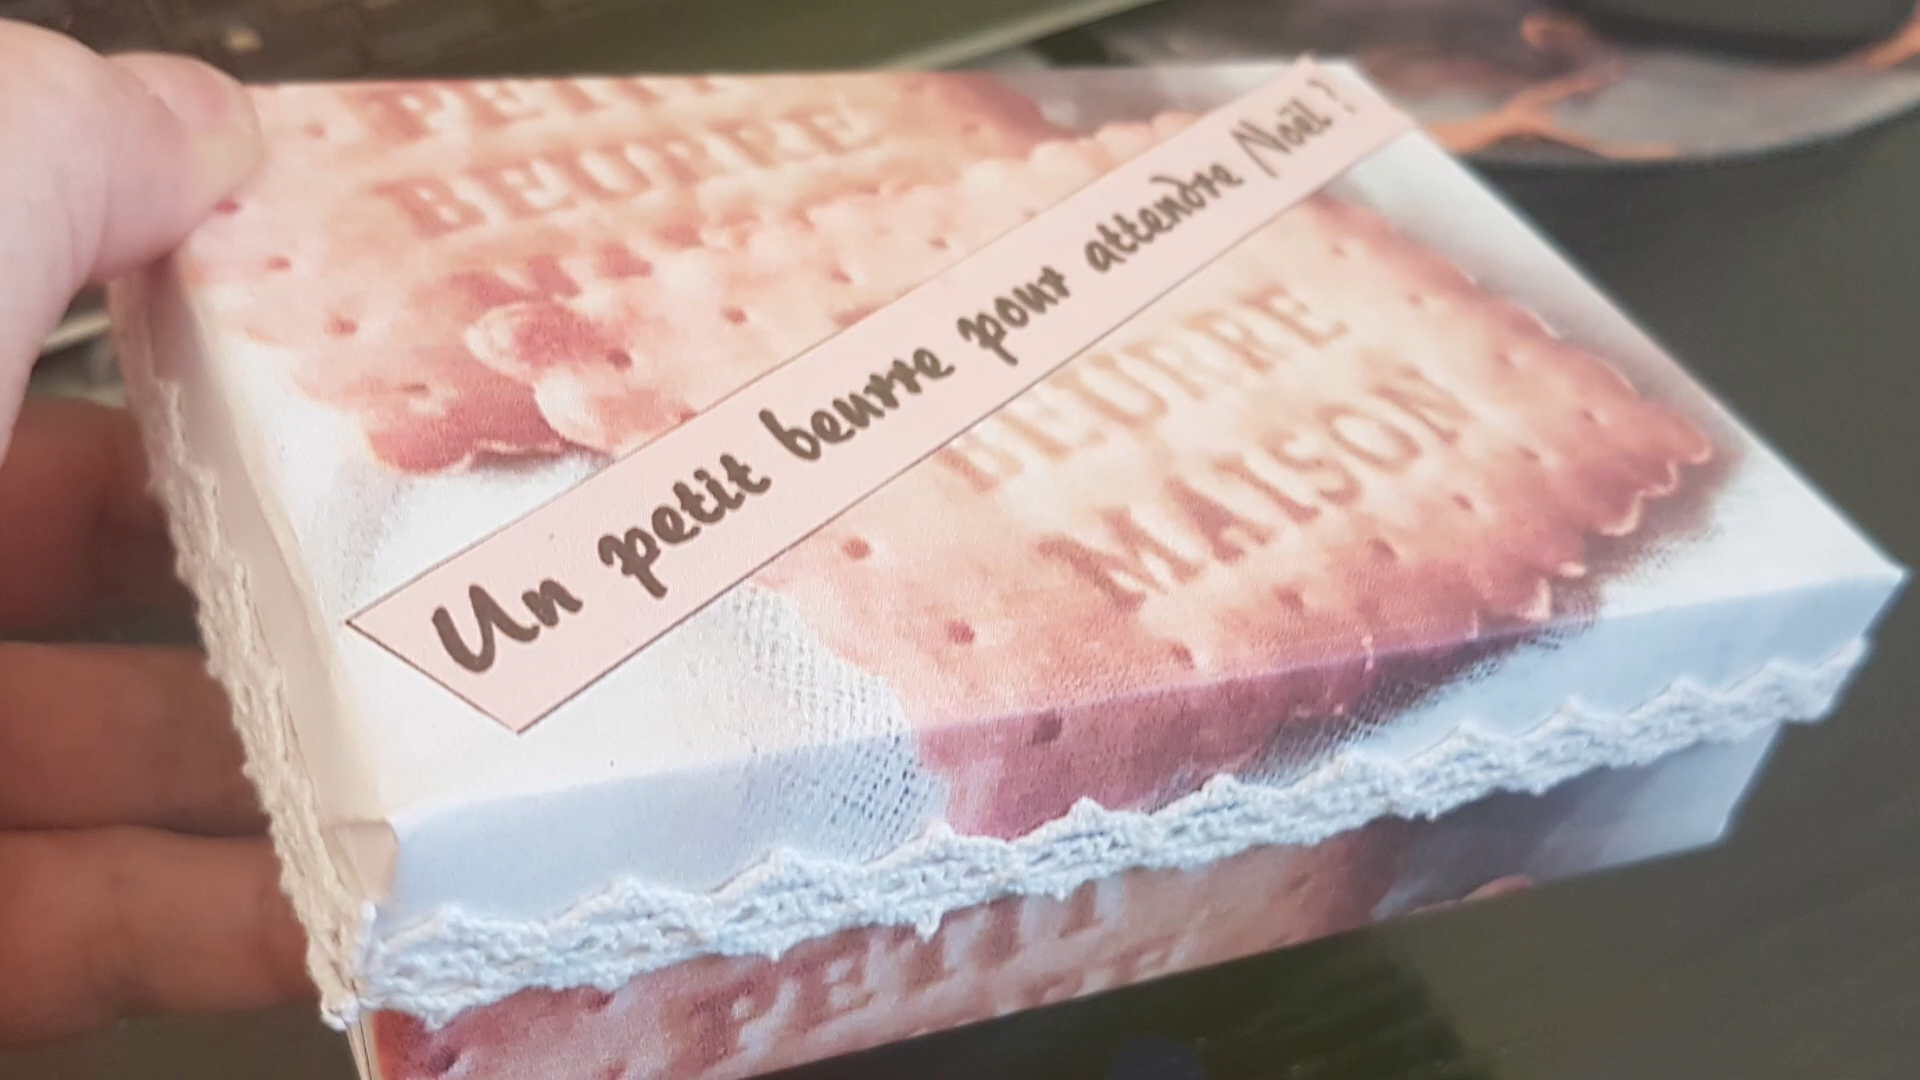 PETIT
BEURRE
Un petit beurre pour attendre Noël ?
BEURRE
MAISON
PETIT